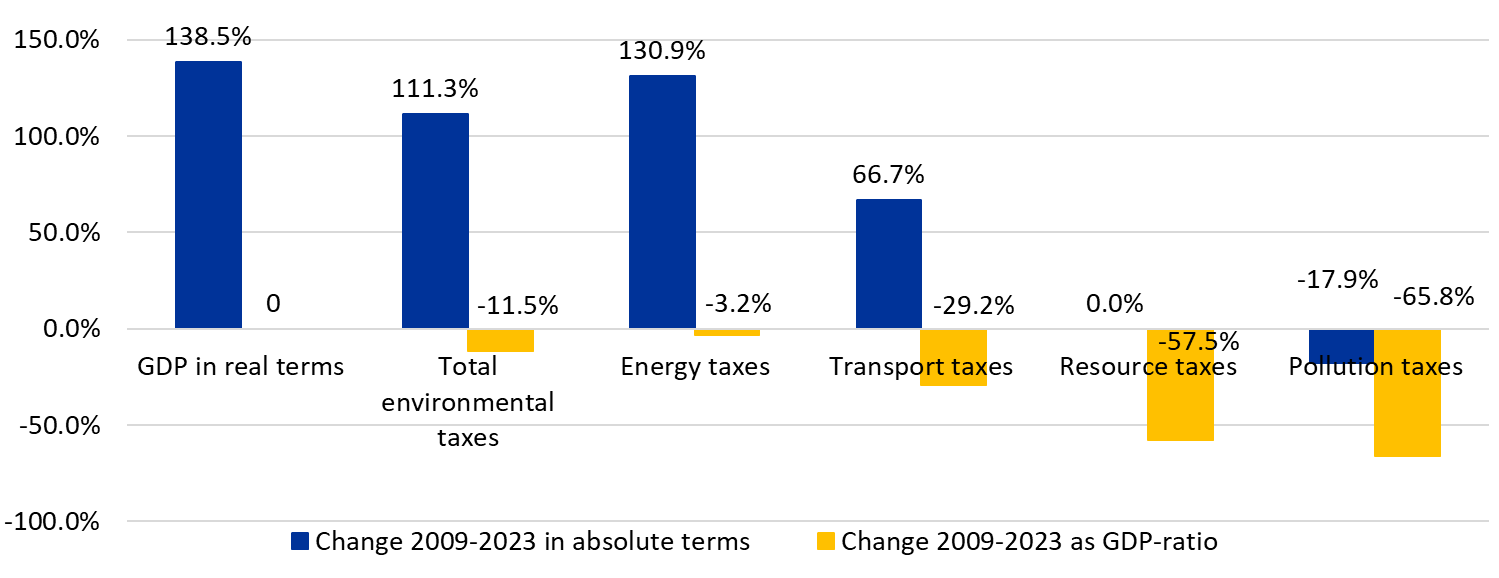 150.0%
100.0%
50.0%
0.0%
-50.0%
-100.0%
138.5%
0
111.3%
-11.5%
130.9%
-3.2%
66.7%
-29.2%
0.0%
-57.5%
-17.9%
-65.8%
GDP in real terms
Total
environmental
taxes
Energy taxes
Transport taxes
Resource taxes
Pollution taxes
Change 2009-2023 in absolute terms
Change 2009-2023 as GDP-ratio